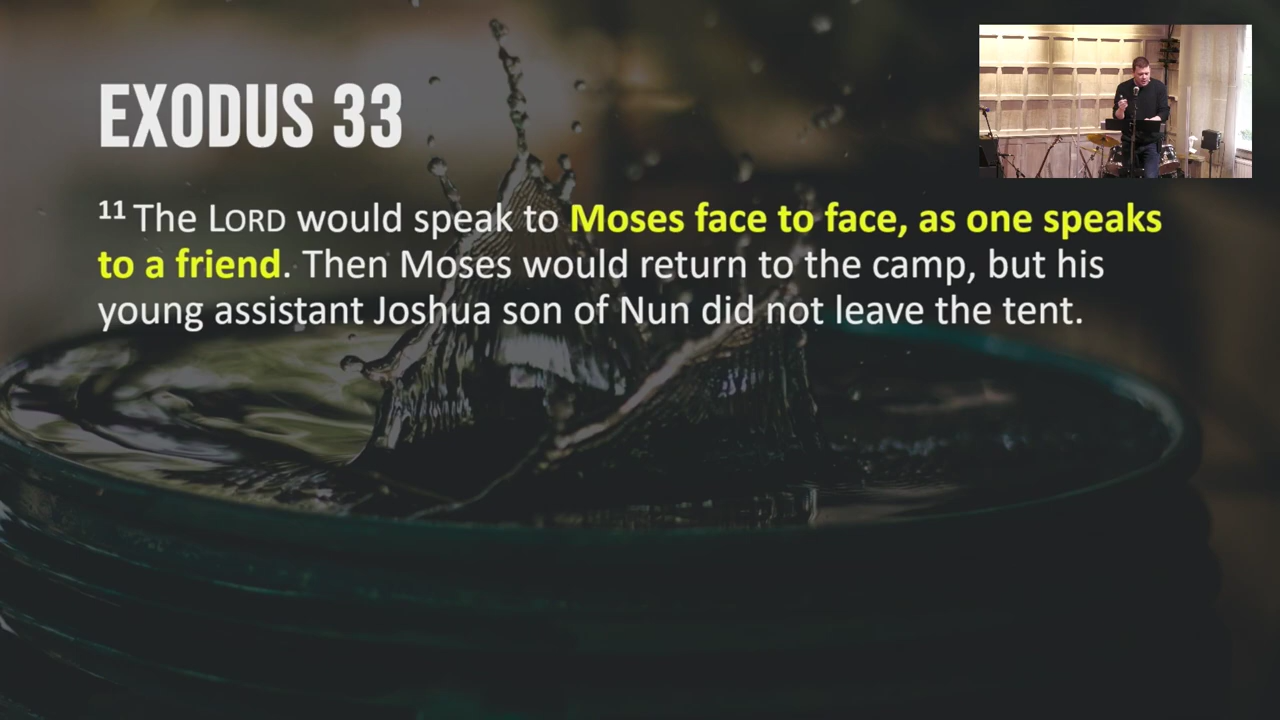 EXODUS 33
11 The LORD would speak to Moses face to face, as one speaks
to a friend. Then Moses would return to the camp, but his
young assistant Joshua son of Nun did not leave the tent.